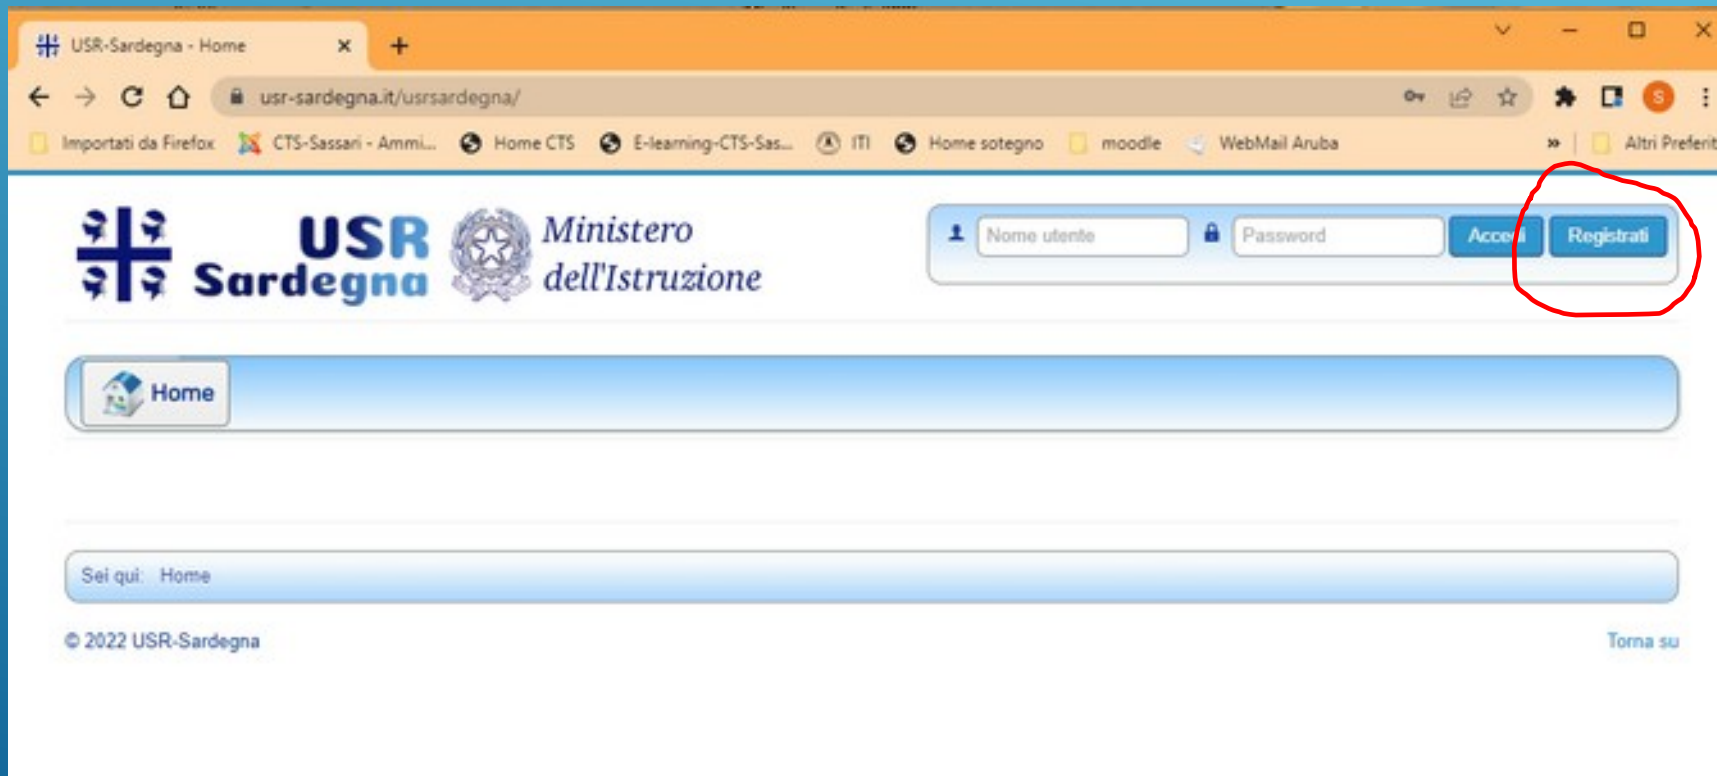 USR-Sardegna - Home
usr-sardegna.it/usrsardegna/
S
Importati da Firefox CTS-Sassari - Ammi... Home CTS E-learning-CTS-Sas... ITI Home sotegno moodle WebMail Aruba » Altri Preferit
USR
Sardegna
Ministero
dell'Istruzione
Nome utente Password Accedi Registrati
Home
Sei qui: Home
© 2022 USR-Sardegna Torna su